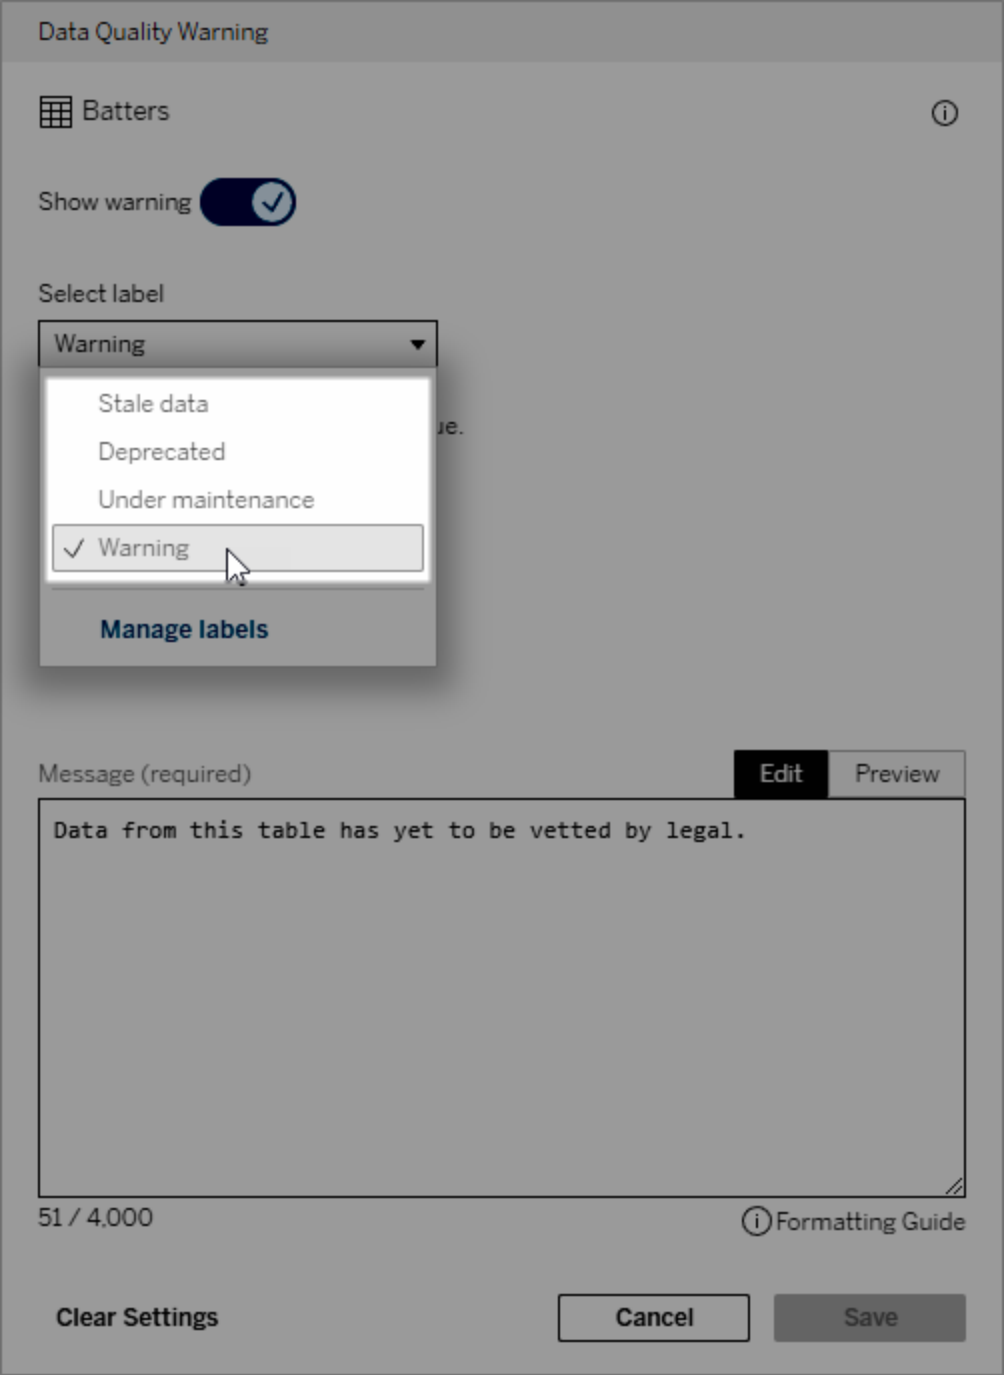 Data Quality Warning
Batters
Show warning
Select label
Warning
Stale data
ue.
Deprecated
Under maintenance
Warning
Manage labels
Message (required)
Edit
Preview
Data from this table has yet to be vetted by legal.
51 / 4,000
Formatting Guide
Clear Settings
Cancel
Save